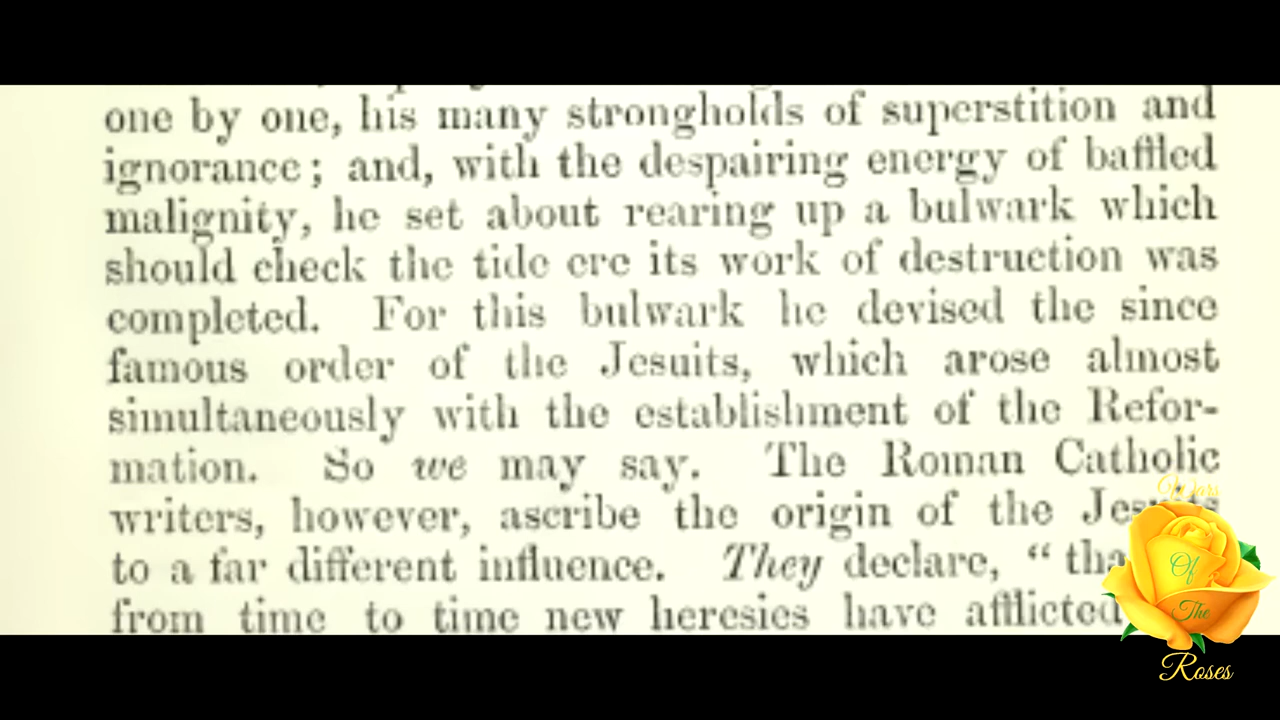 one by one, his many strongholds of superstition and
ignorance; and, with the despairing energy of baffled
malignity, he set about rearing up a bulwark which
should check the tide ere its work of destruction was
completed. For this bulwark he devised the since
famous order of the Jesuits, which arose almost
simultaneously with the establishment of the Refor-
mation. So we may say. The Roman Catholic
writers, however, ascribe the origin of the Jesuits
to a far different influence. They declare, “
from time to time new heresies have afflicted
Wars
Of
The
Roses